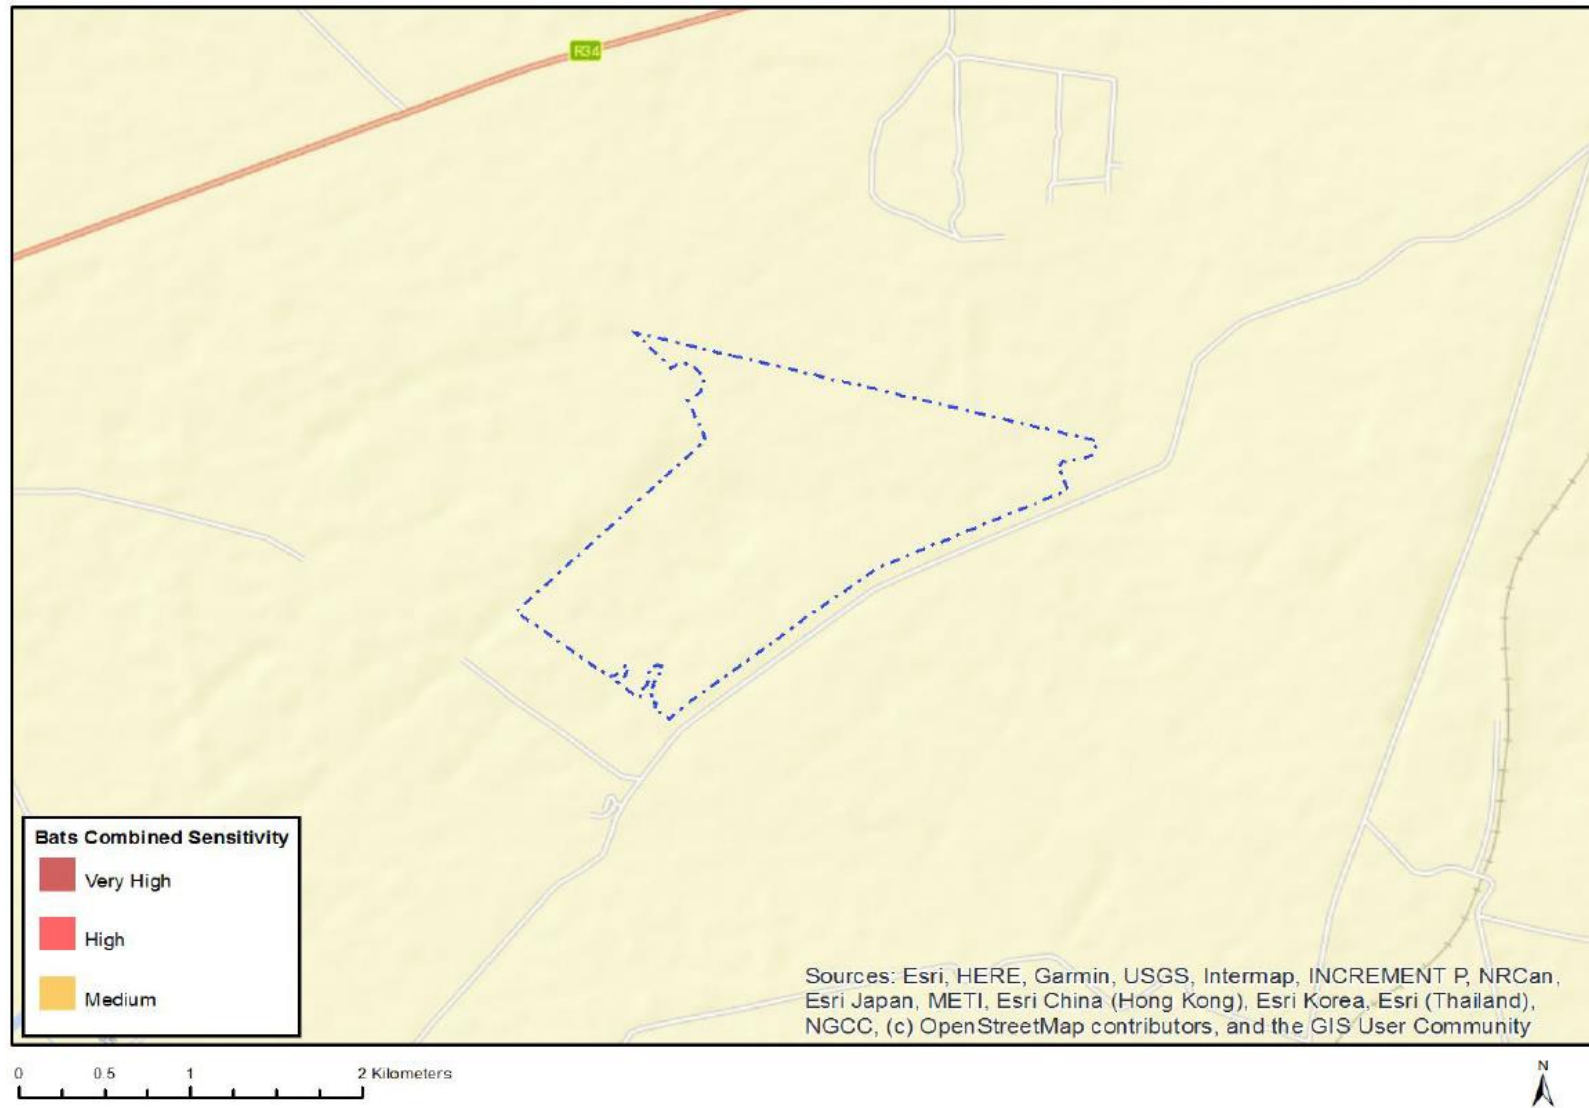 R34
Bats Combined Sensitivity
Very High
High
Medium
Sources: Esri, HERE, Garmin, USGS, Intermap, INCREMENT P, NRCan,
Esri Japan, METI, Esri China (Hong Kong), Esri Korea, Esri (Thailand),
NGCC, (c) OpenStreetMap contributors, and the GIS User Community
0 0.5 1 2 Kilometers
N